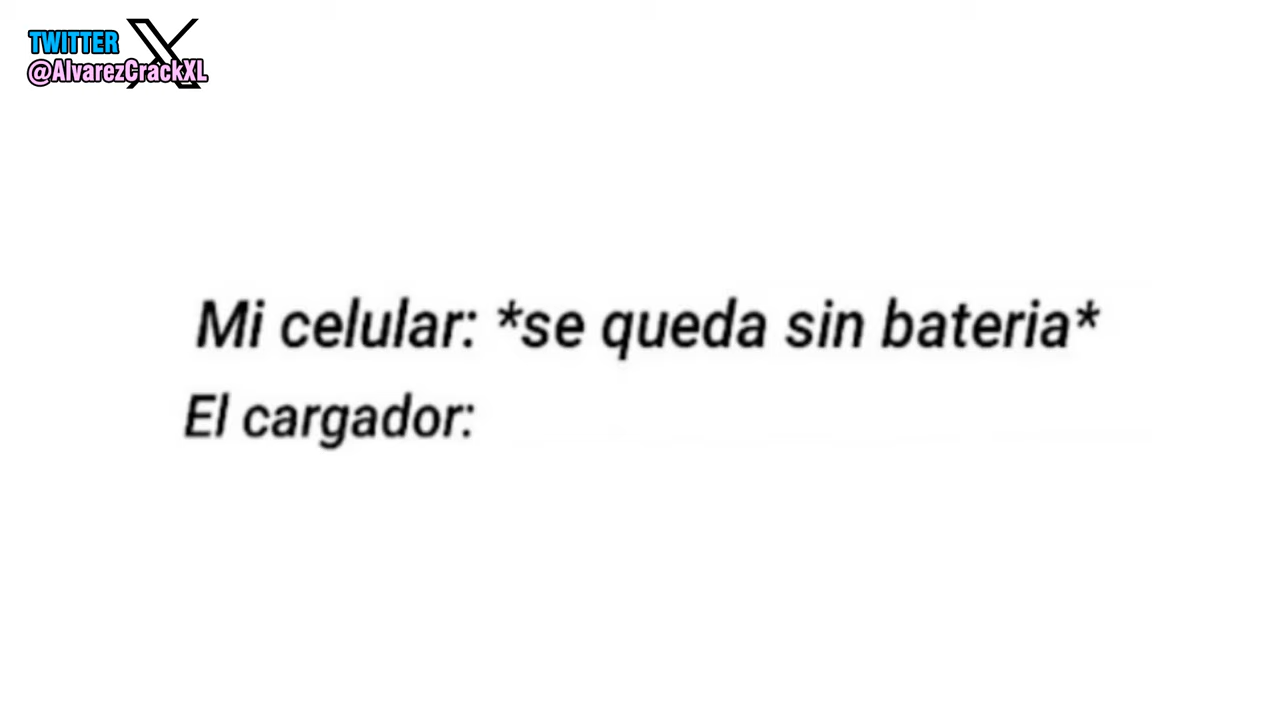 TWITTER
@AlvarezCrackXL
Mi celular: *se queda sin bateria*
El cargador: